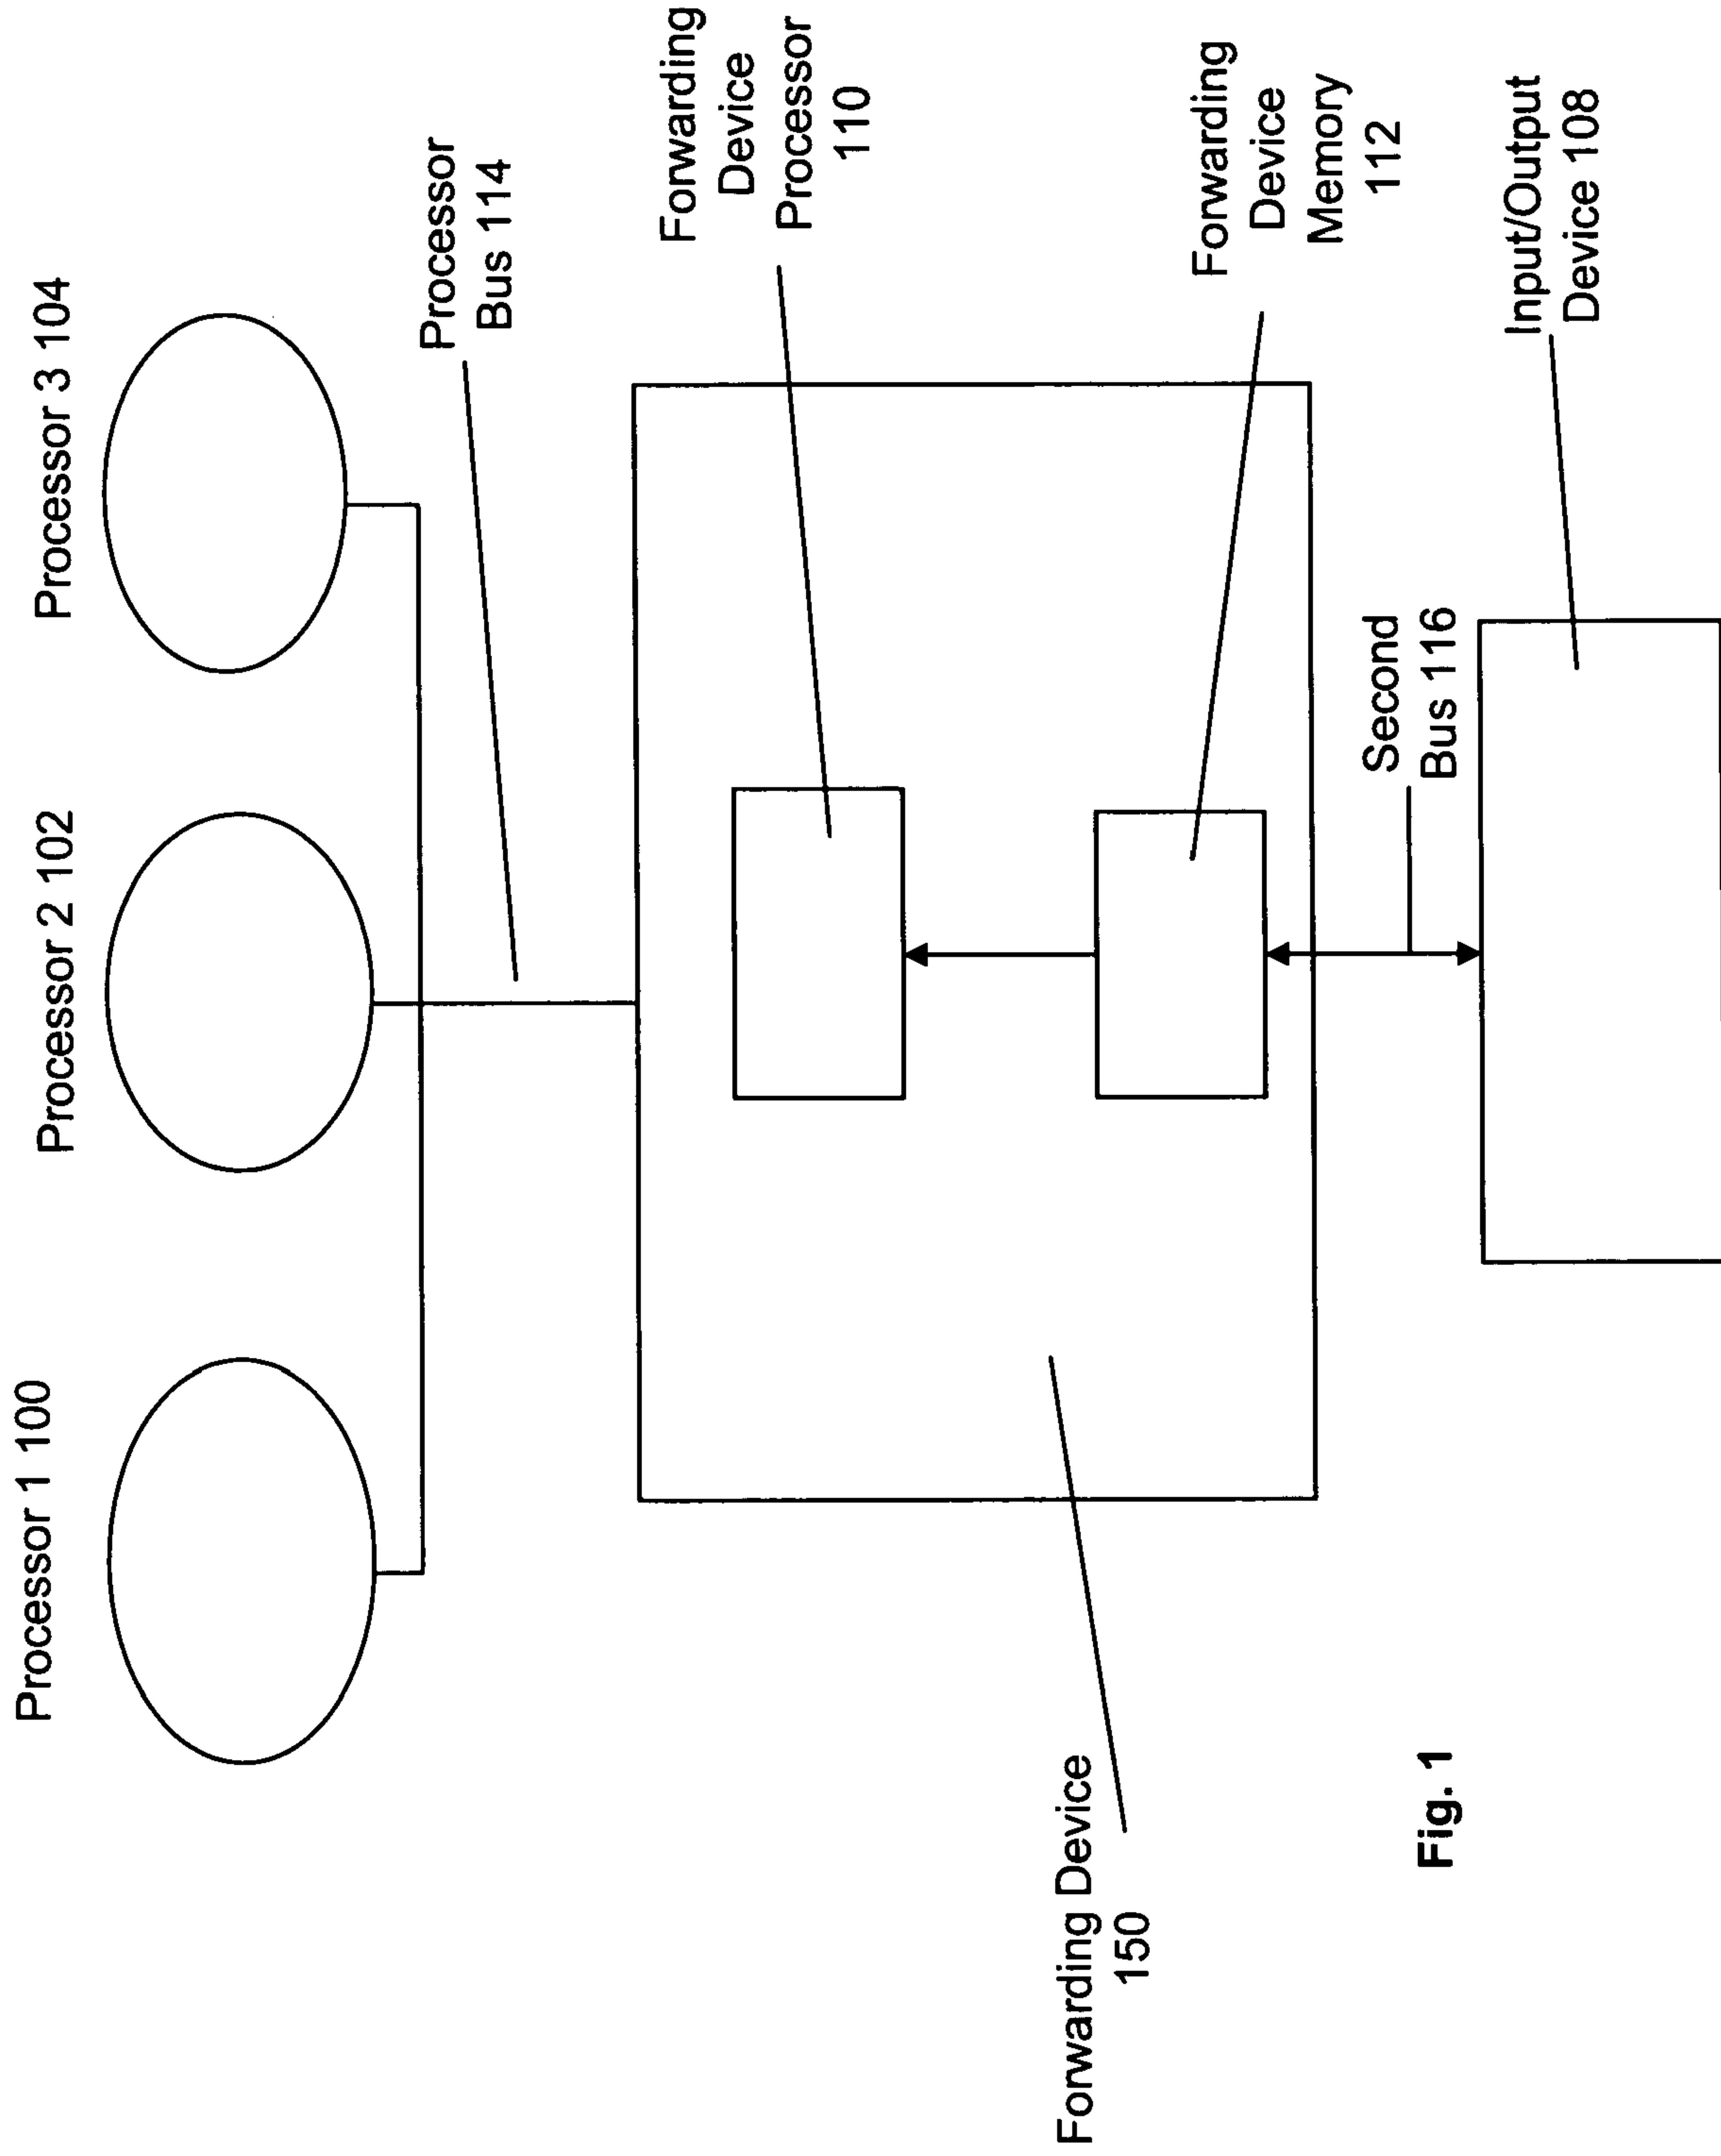 Processor 1 100
Processor 2 102
Processor 3 104
Processor
Bus 114
Forwarding
Device
Processor
110
Forwarding
Device
Memory
112
Second
Bus 116
Input/Output
Device 108
Forwarding Device
150
Fig. 1